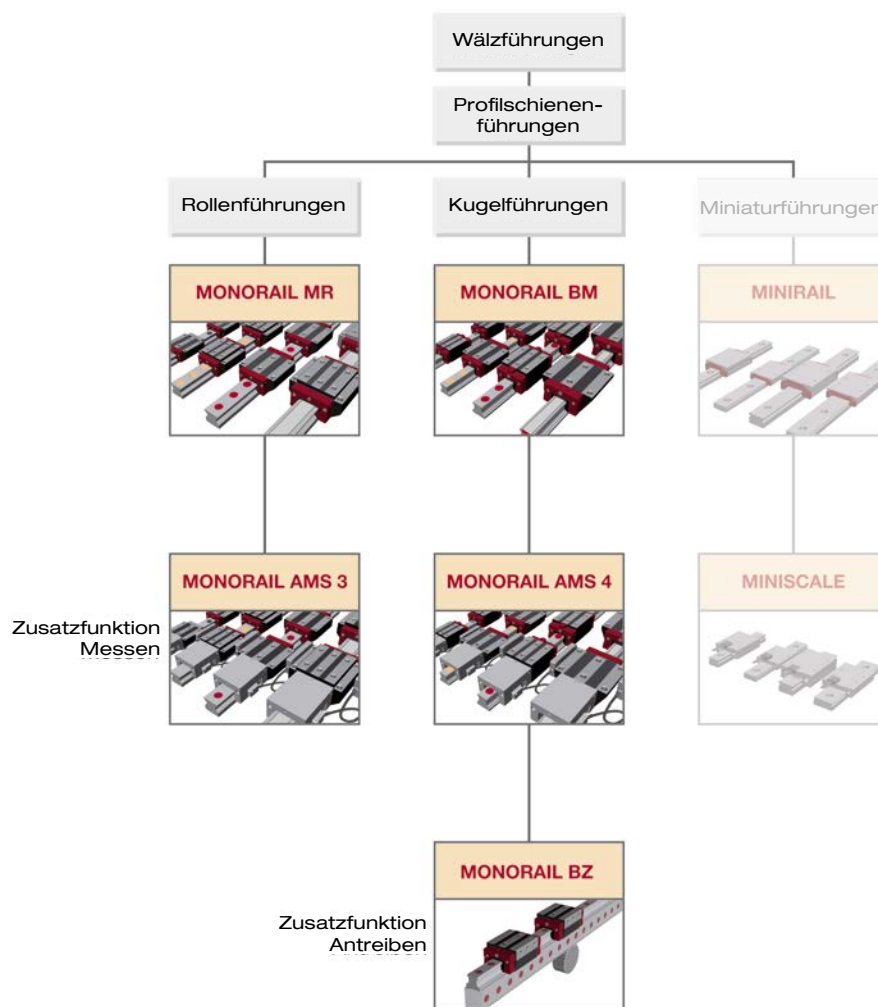 Wälzführungen
Profilschienen-
führungen
Rollenführungen
Kugelführungen
Miniaturführungen
MONORAIL MR
MONORAIL BM
MINIRAIL
MONORAIL AMS 3
MONORAIL AMS 4
MINISCALE
Zusatzfunktion
Messen
MONORAIL BZ
Zusatzfunktion
Antreiben